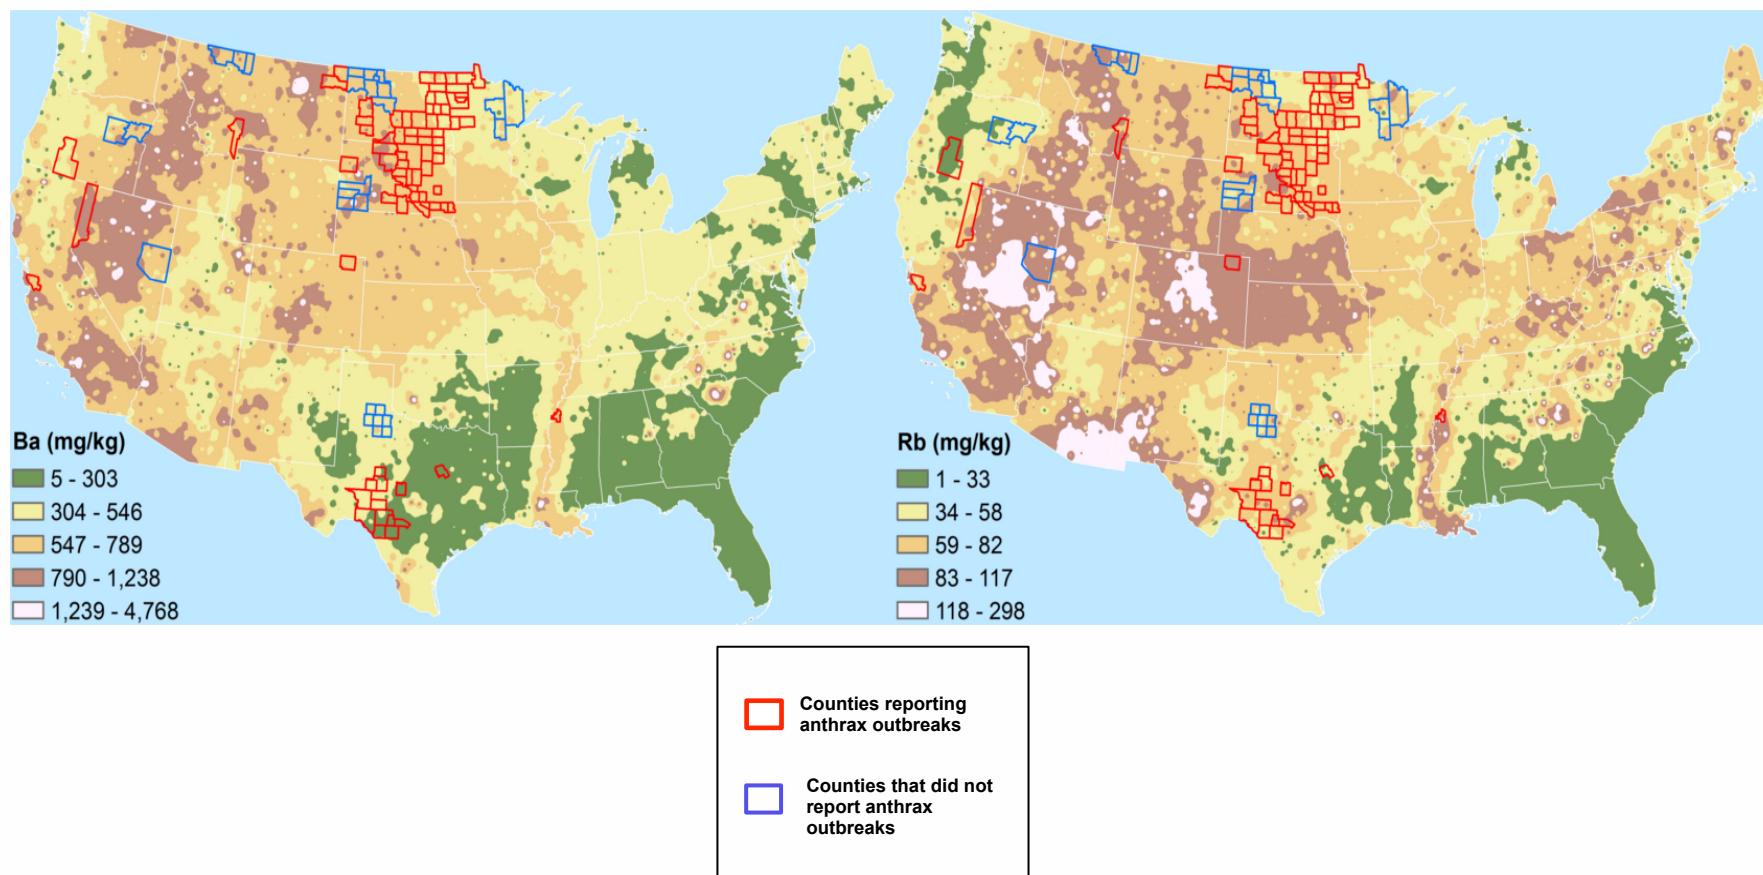 Ba (mg/kg)
5 - 303
304 - 546
547 - 789
790 - 1,238
1,239 - 4,768
Rb (mg/kg)
1 - 33
34 - 58
59 - 82
83 - 117
118 - 298
Counties reporting
anthrax outbreaks
Counties that did not
report anthrax
outbreaks